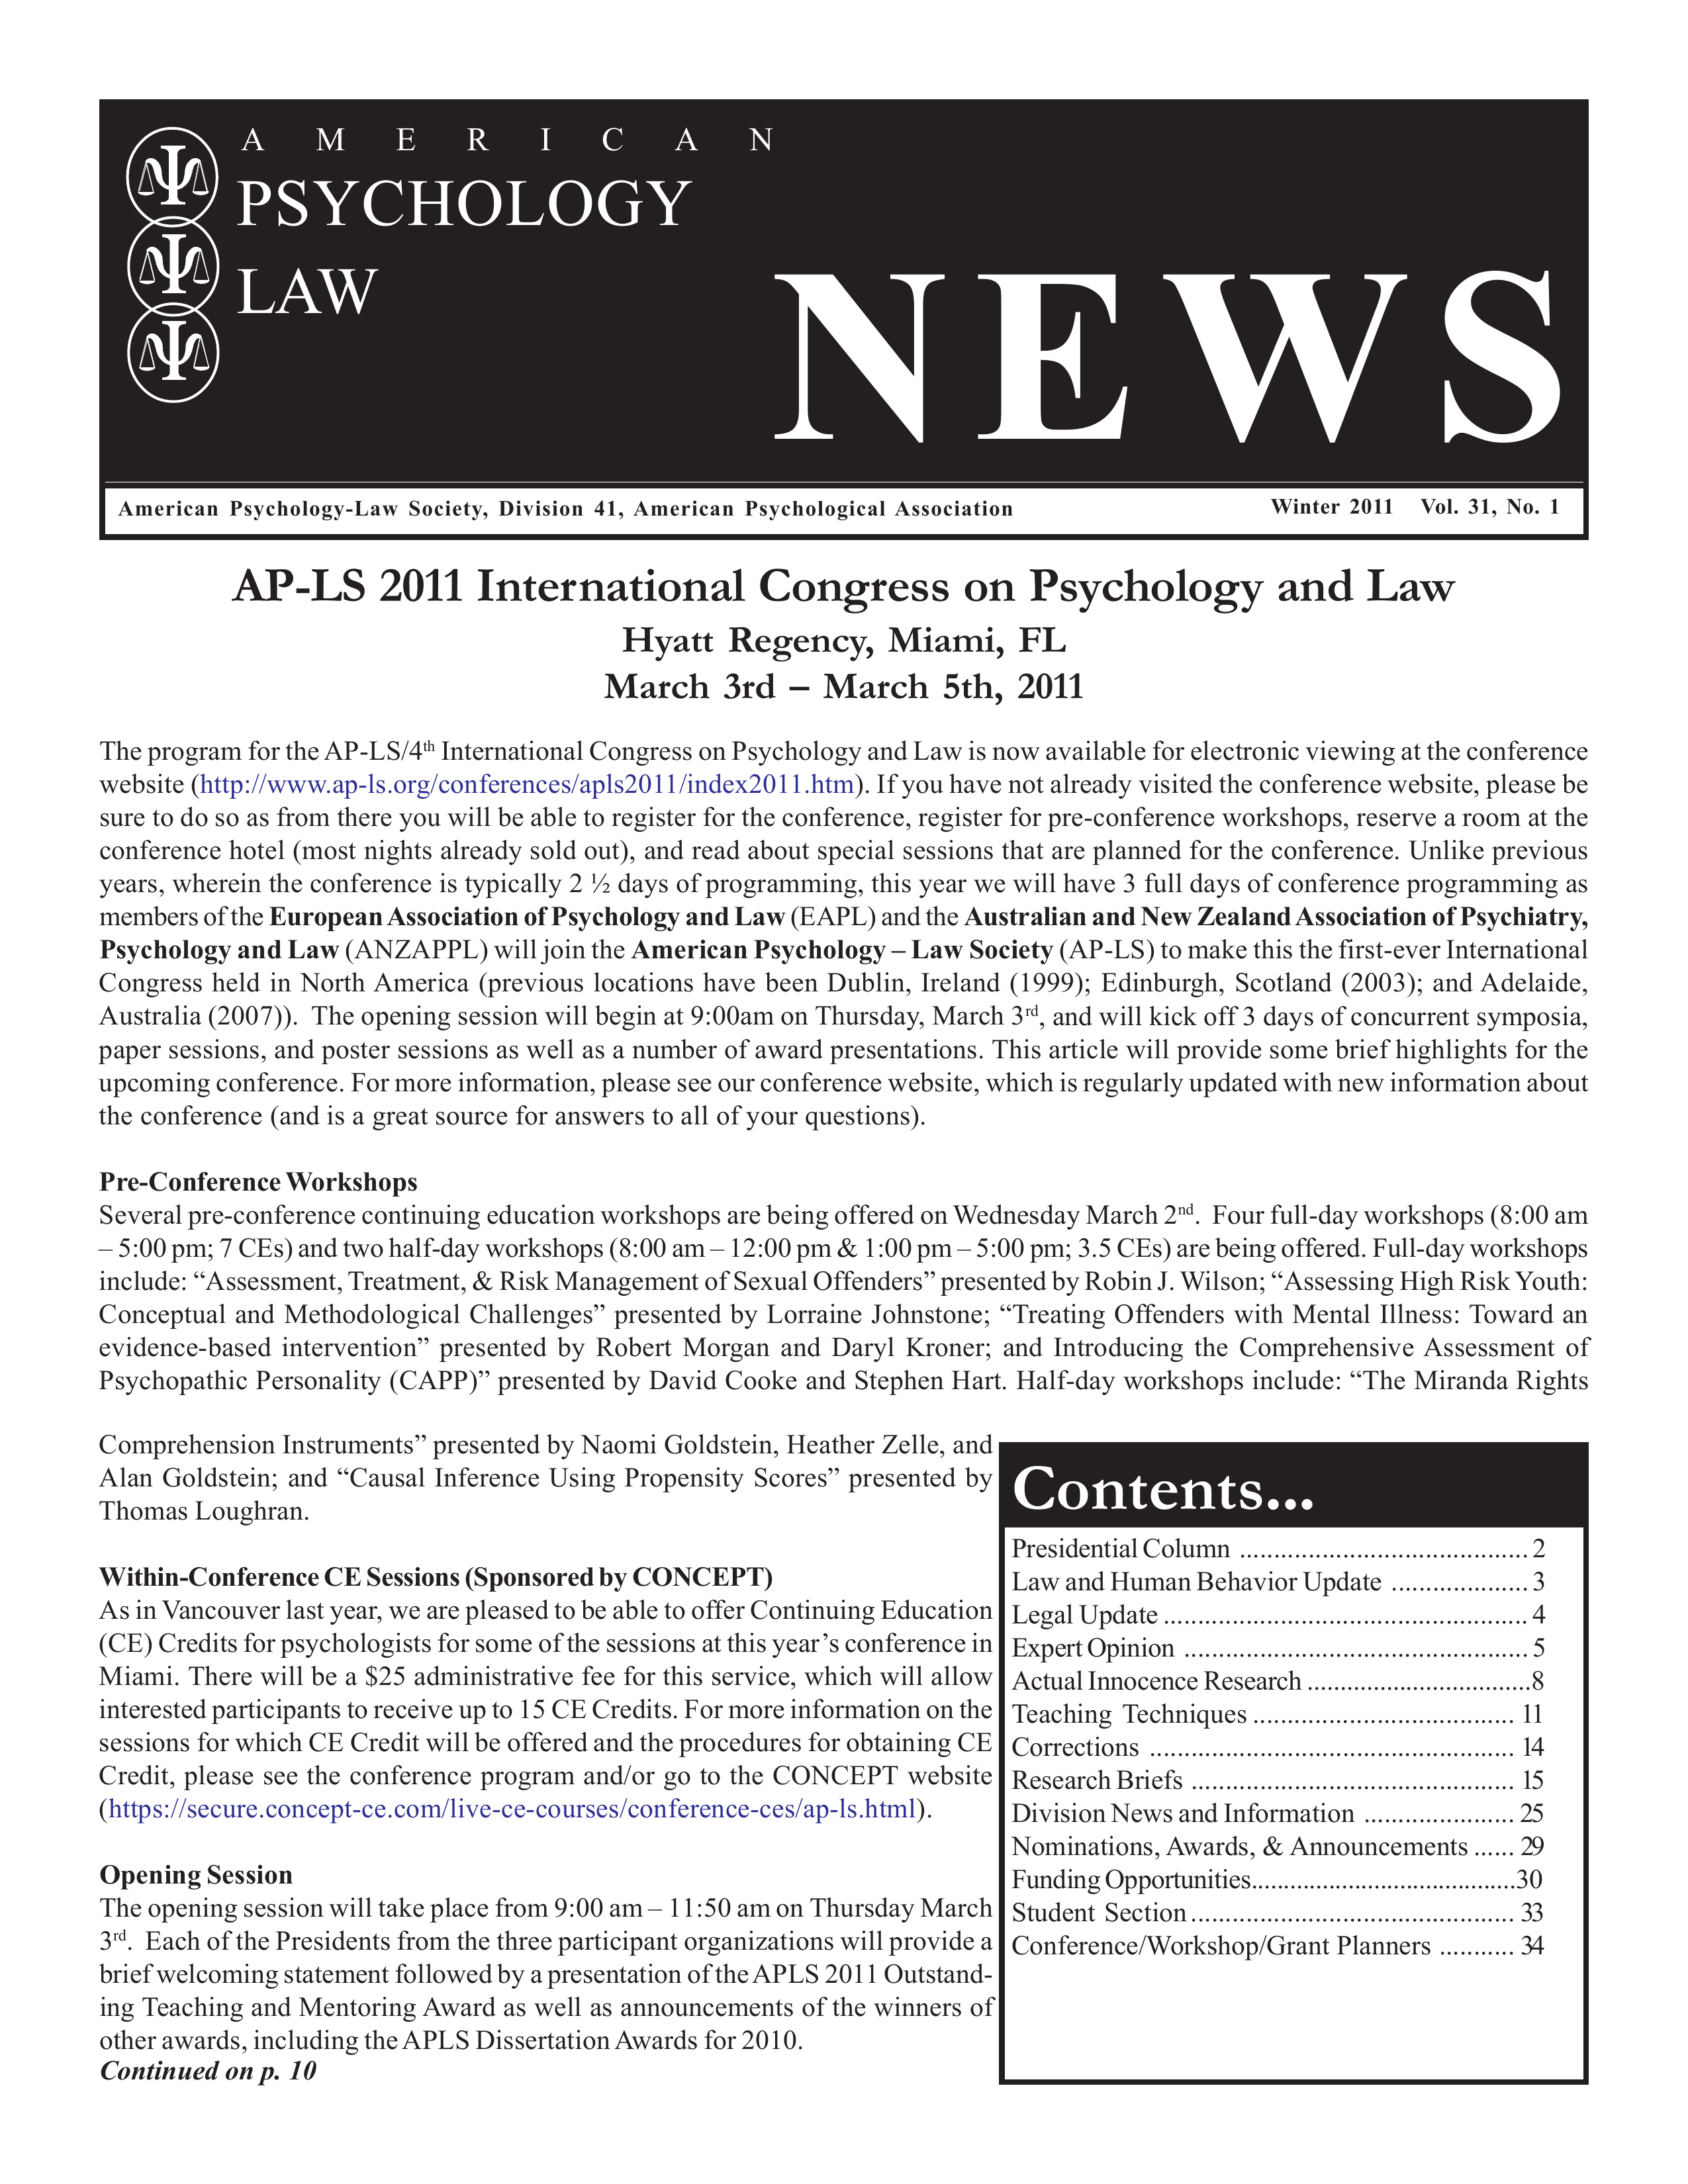 A M E R I C A N
PSYCHOLOGY
LAW
NEWS
American Psychology-Law Society, Division 41, American Psychological Association Winter 2011 Vol. 31, No. 1
AP-LS 2011 International Congress on Psychology and Law
Hyatt Regency, Miami, FL
March 3rd – March 5th, 2011
The program for the AP-LS/4th International Congress on Psychology and Law is now available for electronic viewing at the conference
website (http://www.ap-ls.org/conferences/apls2011/index2011.htm). If you have not already visited the conference website, please be
sure to do so as from there you will be able to register for the conference, register for pre-conference workshops, reserve a room at the
conference hotel (most nights already sold out), and read about special sessions that are planned for the conference. Unlike previous
years, wherein the conference is typically 2 ½ days of programming, this year we will have 3 full days of conference programming as
members of the European Association of Psychology and Law (EAPL) and the Australian and New Zealand Association of Psychiatry,
Psychology and Law (ANZAPPL) will join the American Psychology – Law Society (AP-LS) to make this the first-ever International
Congress held in North America (previous locations have been Dublin, Ireland (1999); Edinburgh, Scotland (2003); and Adelaide,
Australia (2007)). The opening session will begin at 9:00am on Thursday, March 3rd, and will kick off 3 days of concurrent symposia,
paper sessions, and poster sessions as well as a number of award presentations. This article will provide some brief highlights for the
upcoming conference. For more information, please see our conference website, which is regularly updated with new information about
the conference (and is a great source for answers to all of your questions).
Pre-Conference Workshops
Several pre-conference continuing education workshops are being offered on Wednesday March 2nd. Four full-day workshops (8:00 am
– 5:00 pm; 7 CEs) and two half-day workshops (8:00 am – 12:00 pm & 1:00 pm – 5:00 pm; 3.5 CEs) are being offered. Full-day workshops
include: “Assessment, Treatment, & Risk Management of Sexual Offenders” presented by Robin J. Wilson; “Assessing High Risk Youth:
Conceptual and Methodological Challenges” presented by Lorraine Johnstone; “Treating Offenders with Mental Illness: Toward an
evidence-based intervention” presented by Robert Morgan and Daryl Kroner; and Introducing the Comprehensive Assessment of
Psychopathic Personality (CAPP)” presented by David Cooke and Stephen Hart. Half-day workshops include: “The Miranda Rights
Comprehension Instruments” presented by Naomi Goldstein, Heather Zelle, and
Alan Goldstein; and “Causal Inference Using Propensity Scores” presented by
Thomas Loughran.
Within-Conference CE Sessions (Sponsored by CONCEPT)
As in Vancouver last year, we are pleased to be able to offer Continuing Education
(CE) Credits for psychologists for some of the sessions at this year’s conference in
Miami. There will be a $25 administrative fee for this service, which will allow
interested participants to receive up to 15 CE Credits. For more information on the
sessions for which CE Credit will be offered and the procedures for obtaining CE
Credit, please see the conference program and/or go to the CONCEPT website
(https://secure.concept-ce.com/live-ce-courses/conference-ces/ap-ls.html).
Opening Session
The opening session will take place from 9:00 am – 11:50 am on Thursday March
3rd. Each of the Presidents from the three participant organizations will provide a
brief welcoming statement followed by a presentation of the APLS 2011 Outstand-
ing Teaching and Mentoring Award as well as announcements of the winners of
other awards, including the APLS Dissertation Awards for 2010.
Continued on p. 10
Contents...
Presidential Column .......................................... 2
Law and Human Behavior Update .................... 3
Legal Update ..................................................... 4
Expert Opinion .................................................. 5
Actual Innocence Research ................................8
Teaching Techniques ...................................... 11
Corrections ..................................................... 14
Research Briefs ............................................... 15
Division News and Information ...................... 25
Nominations, Awards, & Announcements ...... 29
Funding Opportunities.......................................30
Student Section ............................................... 33
Conference/Workshop/Grant Planners ........... 34